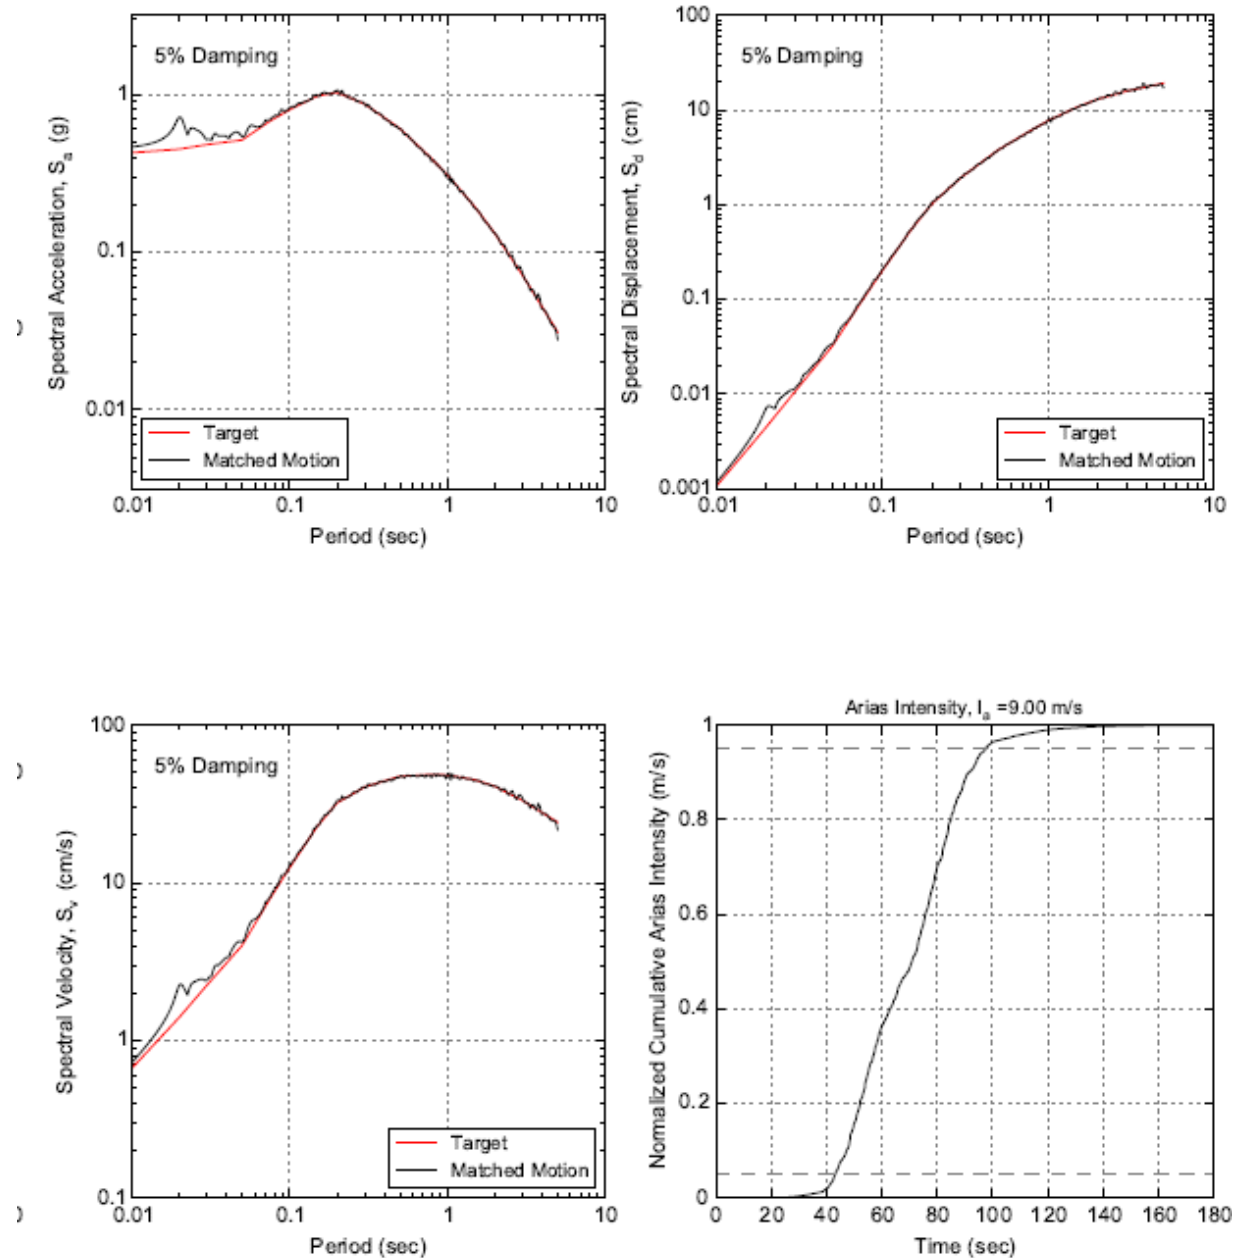 5% Damping
Spectral Acceleration, S_a (g)
1
0.1
0.01
Target
Matched Motion
0.01 0.1 1 10
Period (sec)
5% Damping
Spectral Displacement, S_d (cm)
100
10
1
0.1
0.01
0.001
Target
Matched Motion
0.01 0.1 1 10
Period (sec)
5% Damping
Spectral Velocity, S_v (cm/s)
100
10
1
0.1
Target
Matched Motion
0.01 0.1 1 10
Period (sec)
Arias Intensity, I_a =9.00 m/s
Normalized Cumulative Arias Intensity (m/s)
1
0.8
0.6
0.4
0.2
0
0 20 40 60 80 100 120 140 160 180
Time (sec)